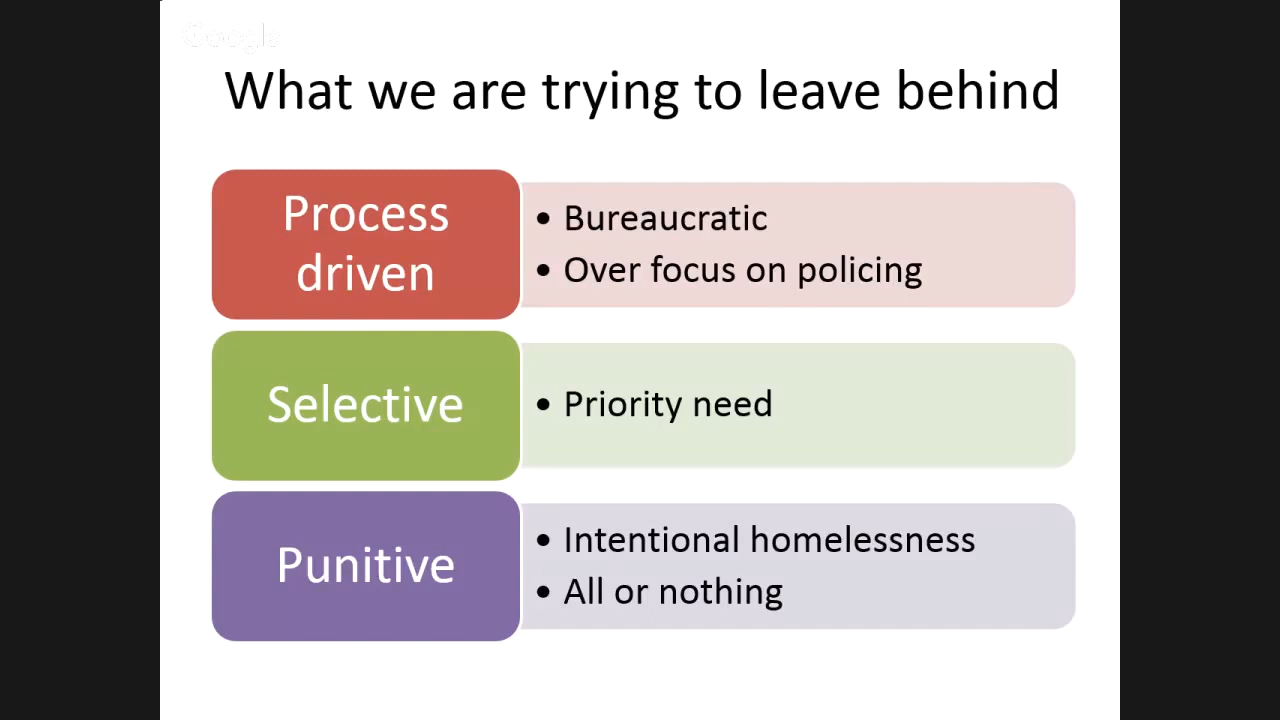 Google
What we are trying to leave behind
Process
driven
• Bureaucratic
• Over focus on policing
Selective
• Priority need
Punitive
• Intentional homelessness
• All or nothing